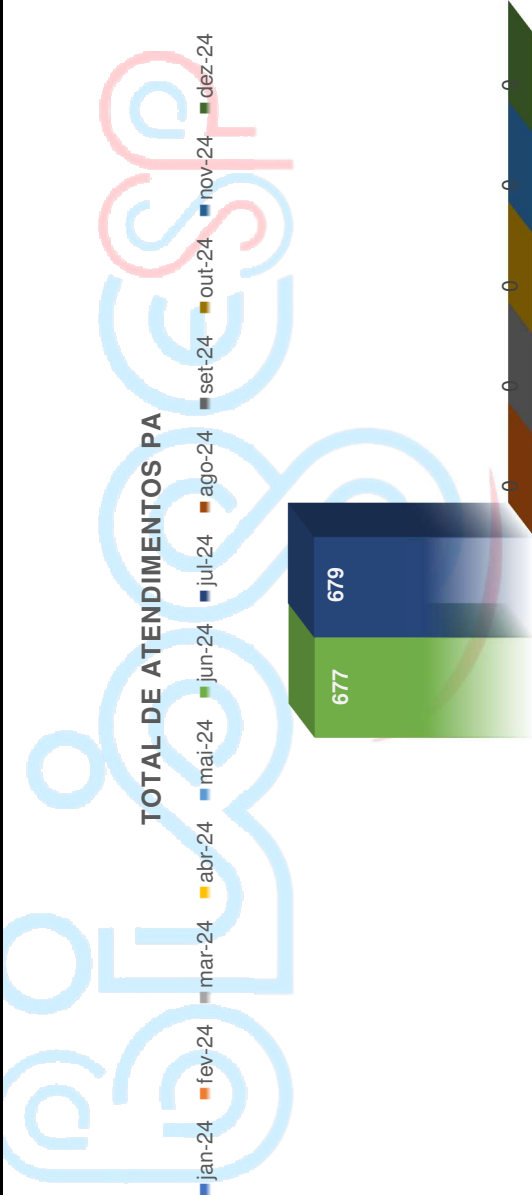 TOTAL DE ATENDIMENTOS PA
jan-24 fev-24 mar-24 abr-24 mai-24 jun-24 jul-24 ago-24 set-24 out-24 nov-24 dez-24
677 679
0 0 0 0 0